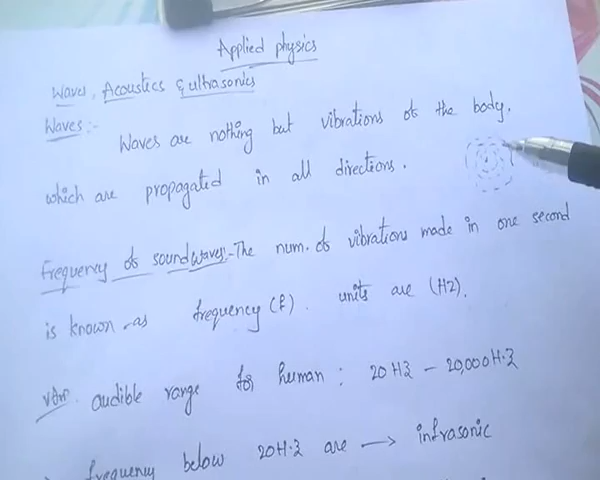 Applied physics
Waves, Acoustics & ultrasonics
Waves :-
Waves are nothing but vibrations of the body.
which are propagated in all directions.
Frequency of soundwaves:- The num. of vibrations made in one second
is known as frequency (f). units are (HZ).
audible range for human : 20 HZ - 20,000 H.Z
frequency below 20 H.Z are → infrasonic